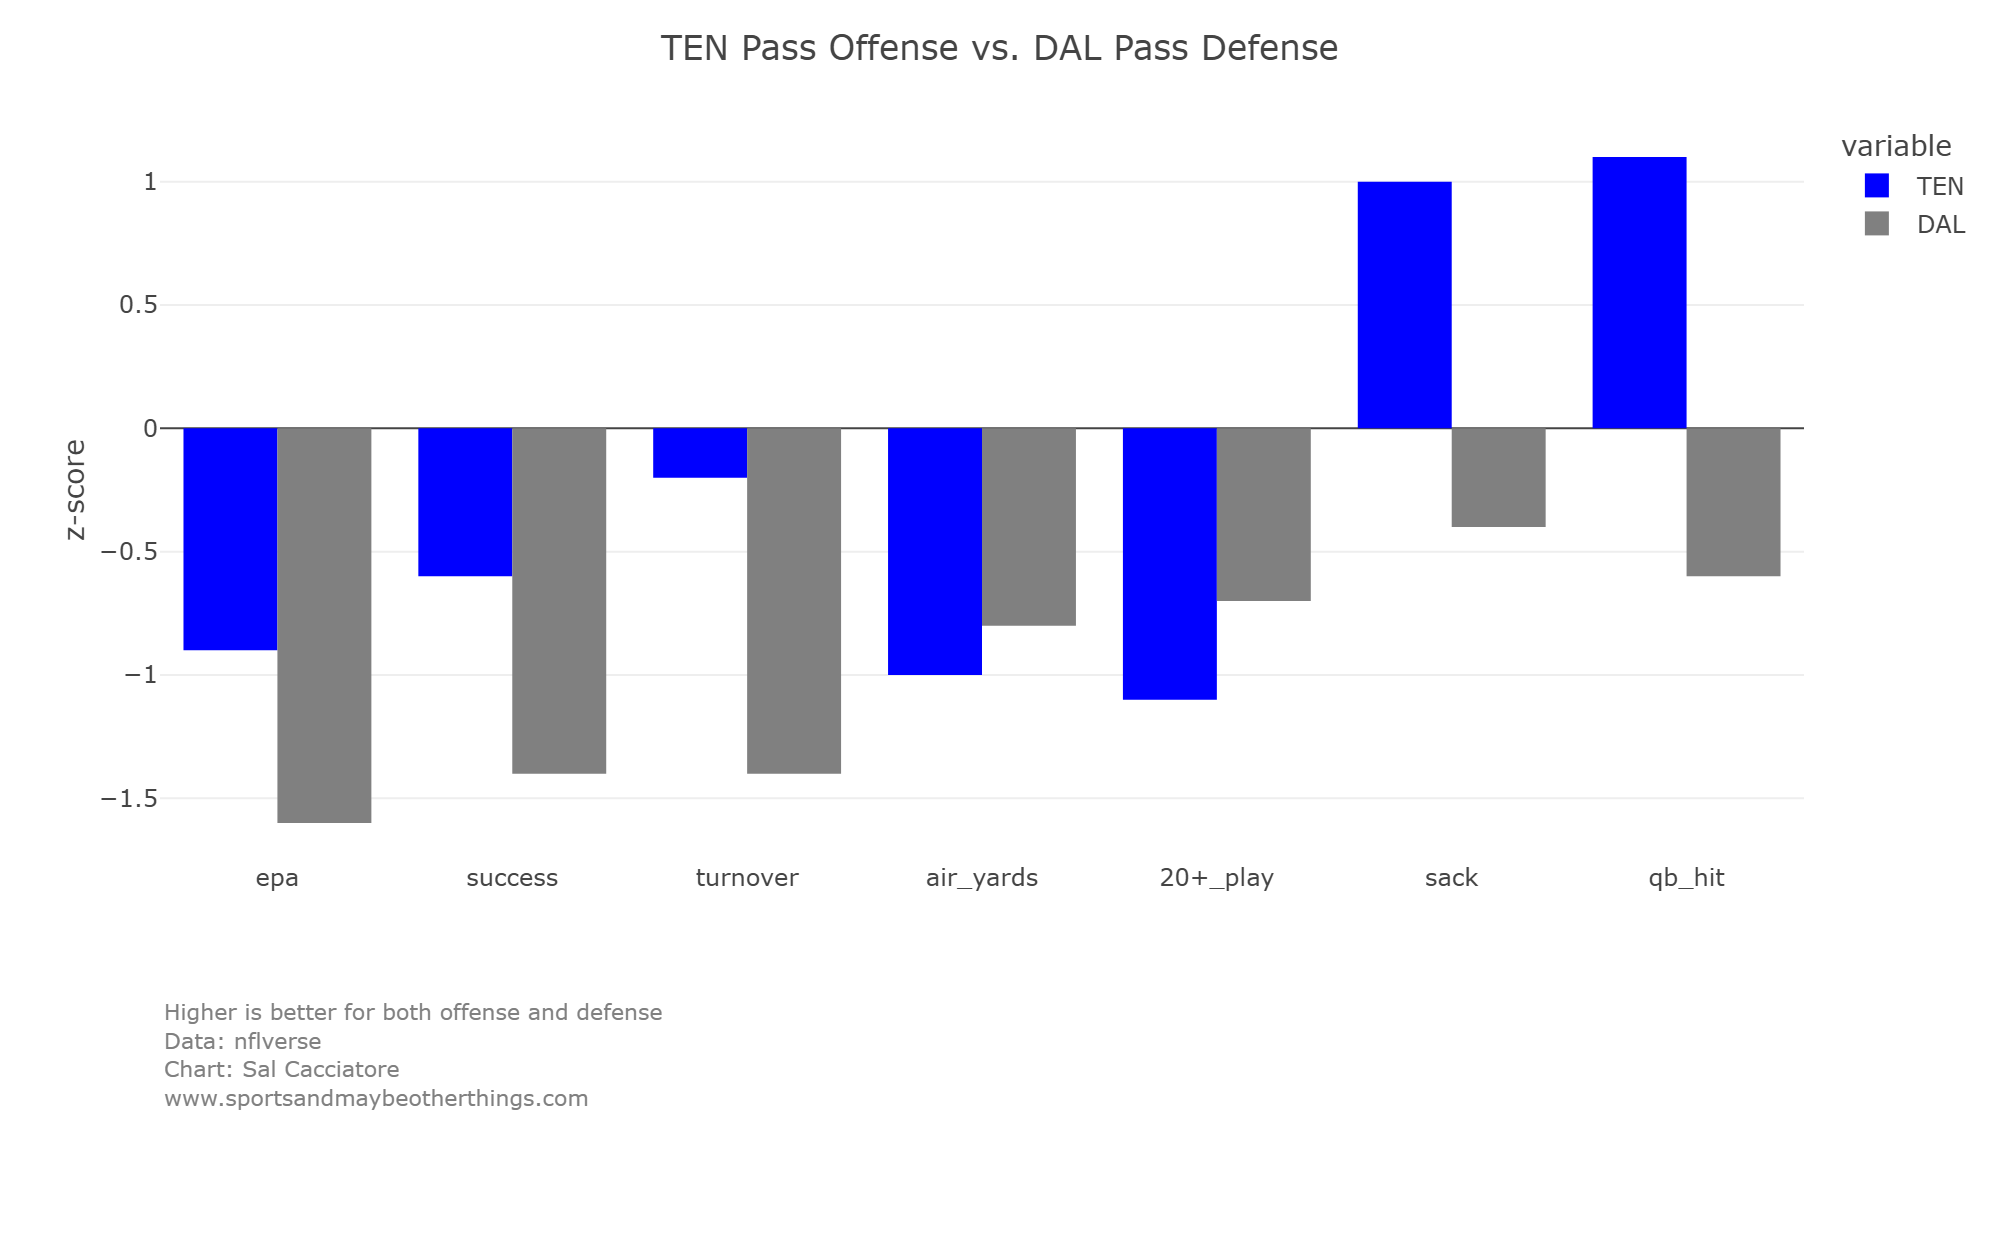 TEN Pass Offense vs. DAL Pass Defense
variable
TEN
DAL
1
0.5
0
−0.5
−1
−1.5
z-score
epa
success
turnover
air_yards
20+_play
sack
qb_hit
Higher is better for both offense and defense
Data: nflverse
Chart: Sal Cacciatore
www.sportsandmaybeotherthings.com